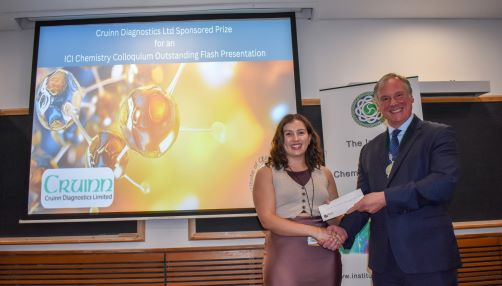 Cruinn Diagnostics Ltd Sponsored Prize
for an
ICI Chemistry Colloquium Outstanding Flash Presentation
CRUINN
Cruinn Diagnostics Limited
The
Chem
www.institu